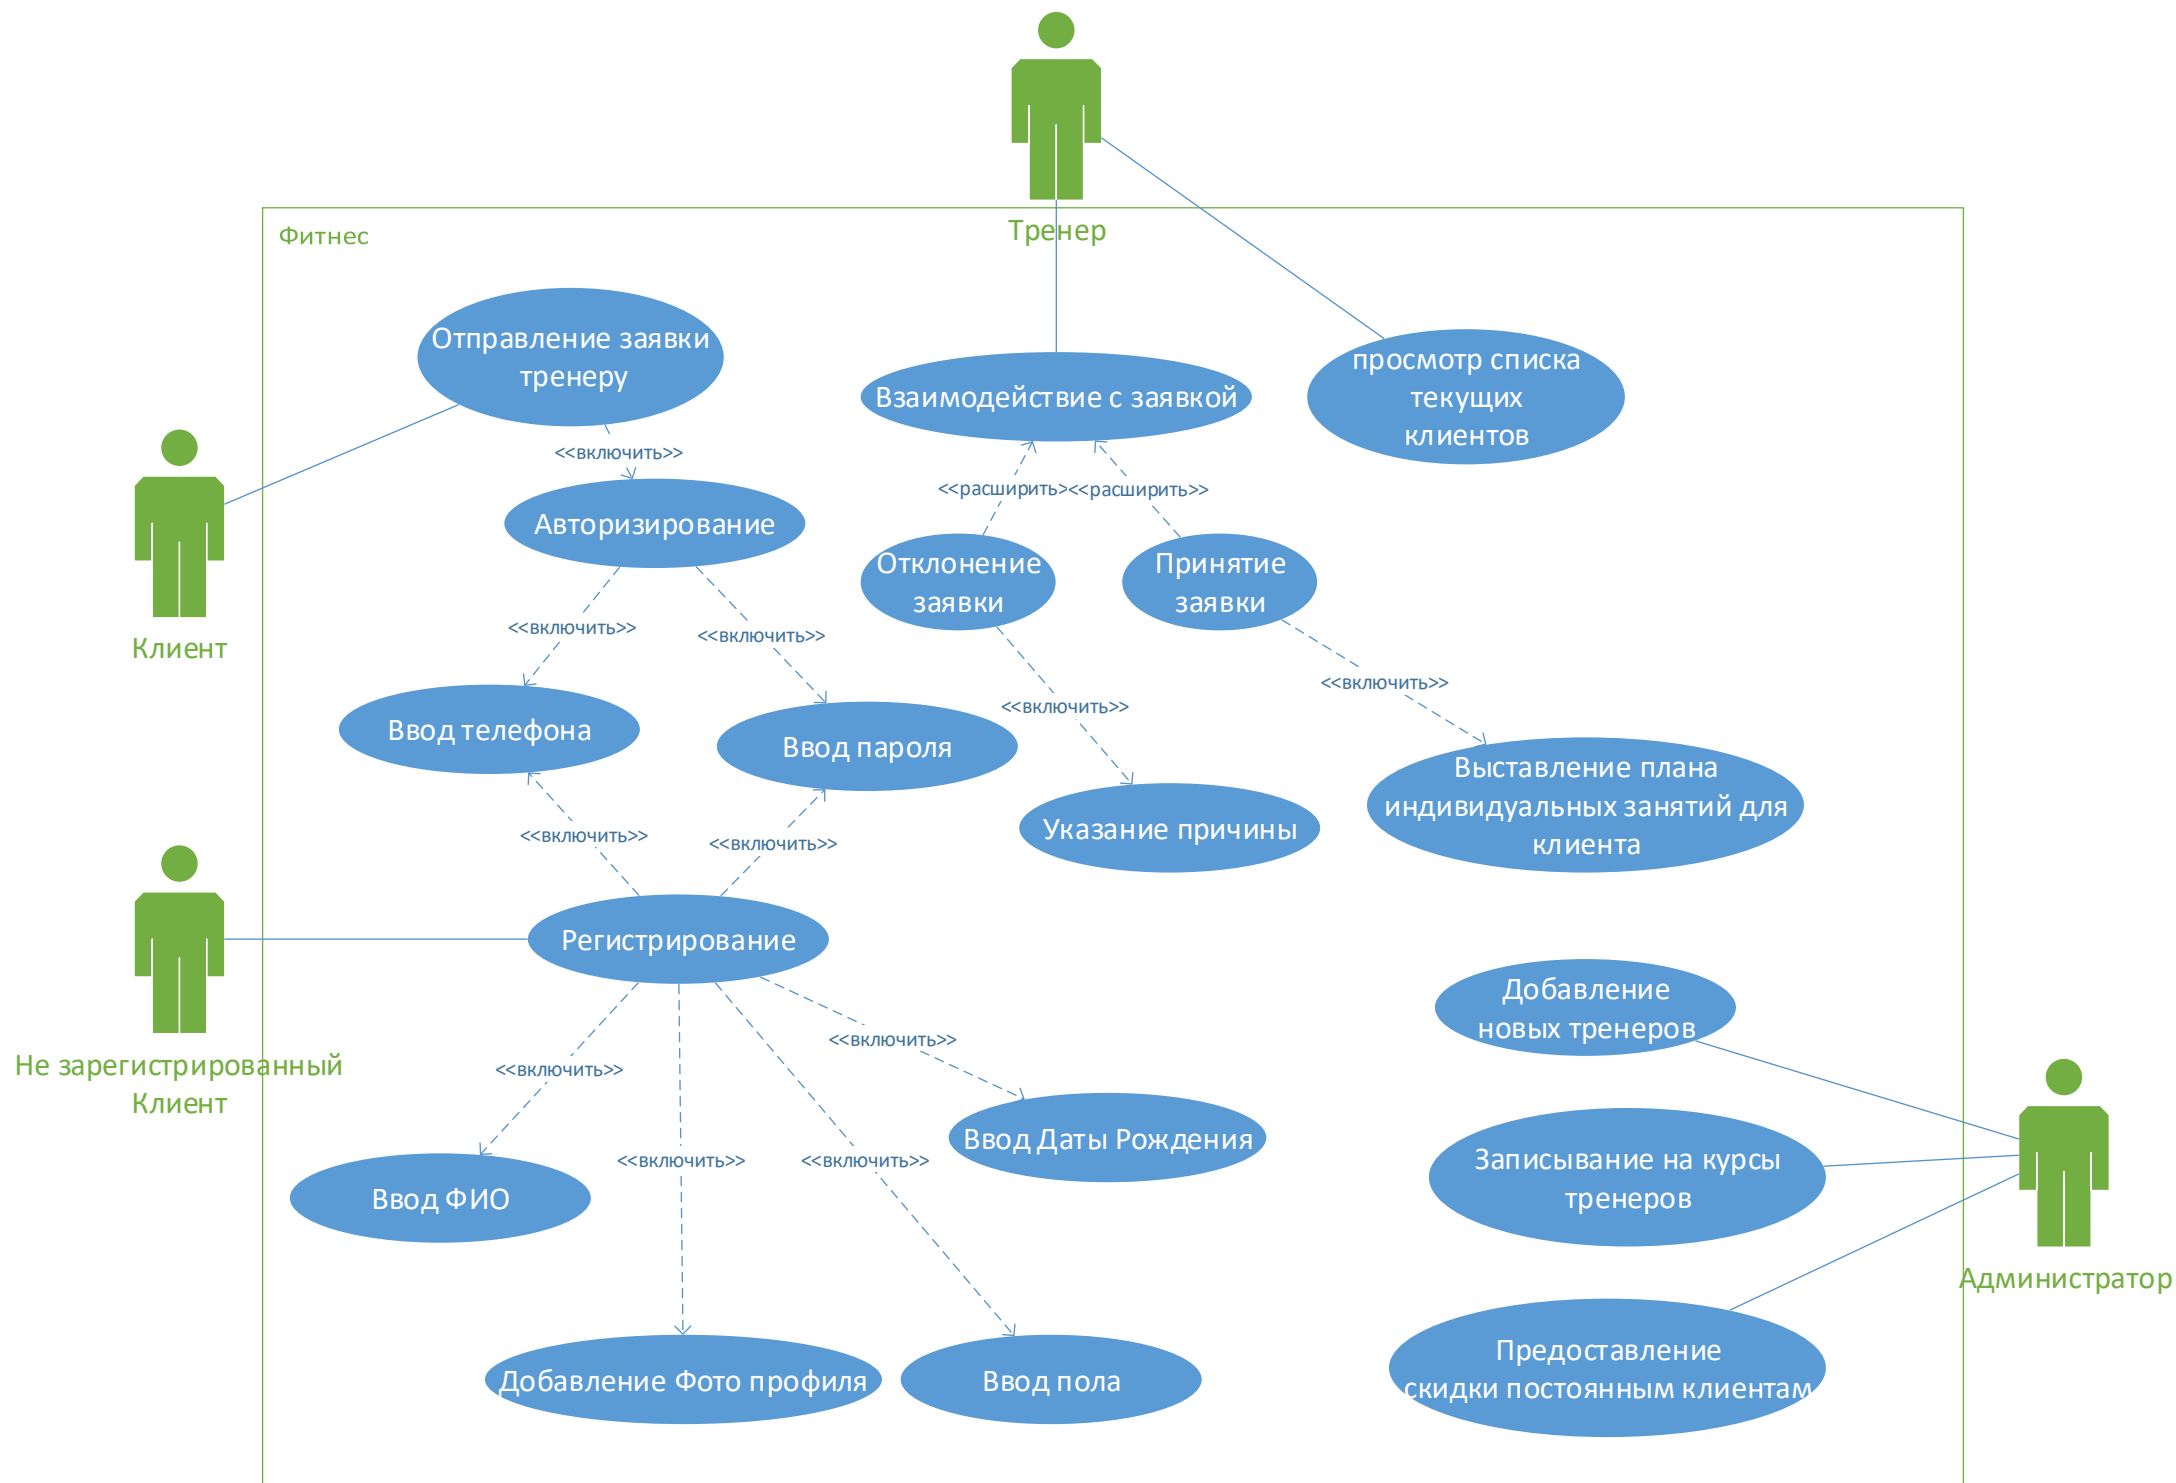 Тренер
Фитнес
Отправление заявки
тренеру
Взаимодействие с заявкой
просмотр списка
текущих
клиентов
<<включить>>
<<расширить>>
<<расширить>>
Авторизирование
Отклонение
заявки
Принятие
заявки
Клиент
<<включить>>
<<включить>>
<<включить>>
<<включить>>
Ввод телефона
Ввод пароля
Выставление плана
индивидуальных занятий для
клиента
Указание причины
<<включить>>
<<включить>>
Регистрирование
Добавление
новых тренеров
Не зарегистрированный
Клиент
<<включить>>
<<включить>>
<<включить>>
<<включить>>
Ввод Даты Рождения
Записывание на курсы
тренеров
Ввод ФИО
Администратор
Добавление Фото профиля
Ввод пола
Предоставление
скидки постоянным клиентам